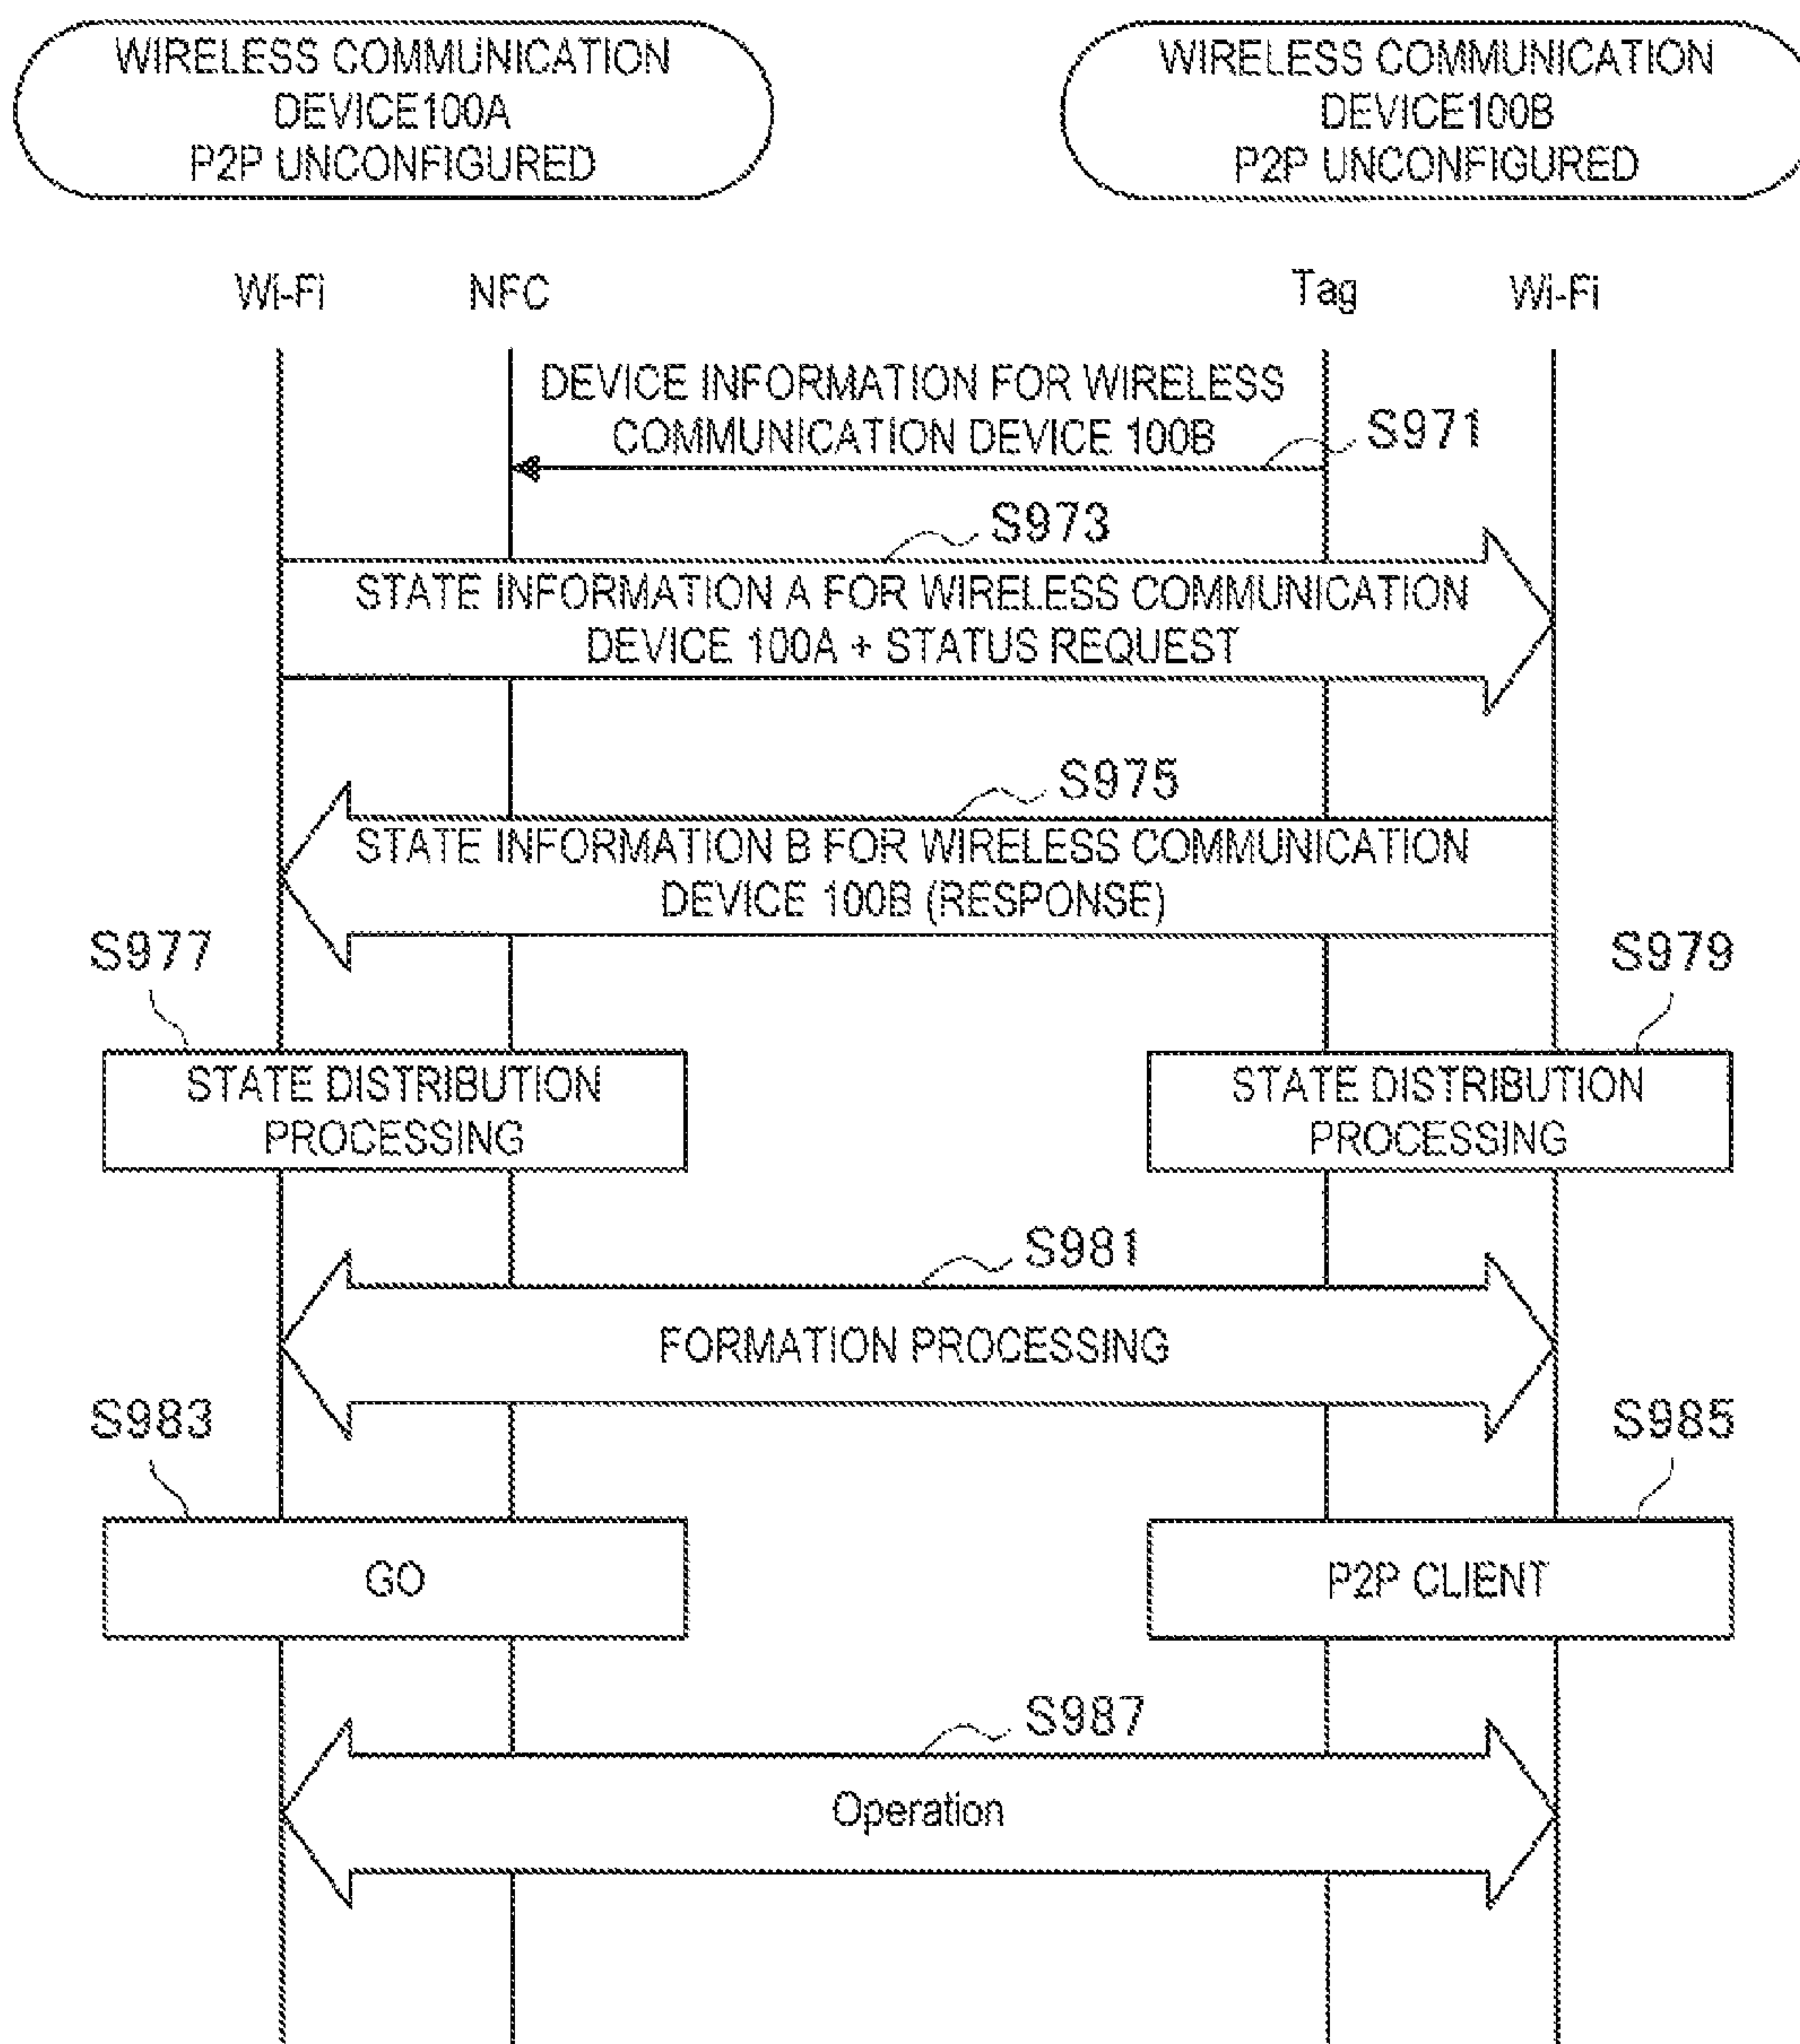 WIRELESS COMMUNICATION
DEVICE100A
P2P UNCONFIGURED
WIRELESS COMMUNICATION
DEVICE100B
P2P UNCONFIGURED
Wi-Fi
NFC
Tag
Wi-Fi
DEVICE INFORMATION FOR WIRELESS
COMMUNICATION DEVICE 100B
S971
S973
STATE INFORMATION A FOR WIRELESS COMMUNICATION
DEVICE 100A + STATUS REQUEST
S975
STATE INFORMATION B FOR WIRELESS COMMUNICATION
DEVICE 100B (RESPONSE)
S977
S979
STATE DISTRIBUTION
PROCESSING
STATE DISTRIBUTION
PROCESSING
S981
FORMATION PROCESSING
S983
S985
GO
P2P CLIENT
S987
Operation